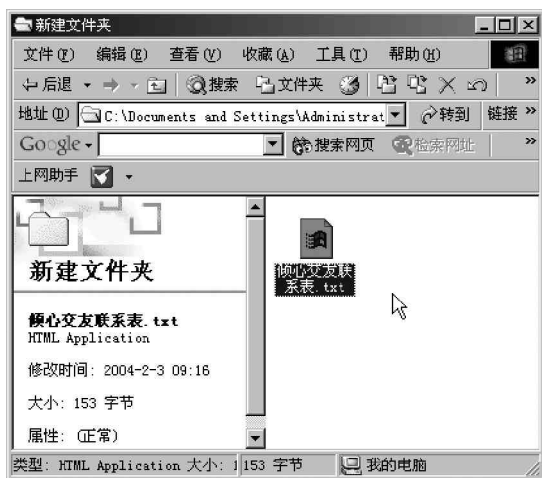 新建文件夹
文件(F) 编辑(E) 查看(V) 收藏(A) 工具(T) 帮助(H)
后退 搜索 文件夹 »
地址(D) C:\Documents and Settings\Administrat 转到 链接 »
Google 搜索网页 检索网址 »
上网助手
新建文件夹
倾心交友联系表.txt
HTML Application
修改时间: 2004-2-3 09:16
大小: 153 字节
属性: (正常)
倾心交友联
系表.txt
类型: HTML Application 大小: 1 153 字节 我的电脑